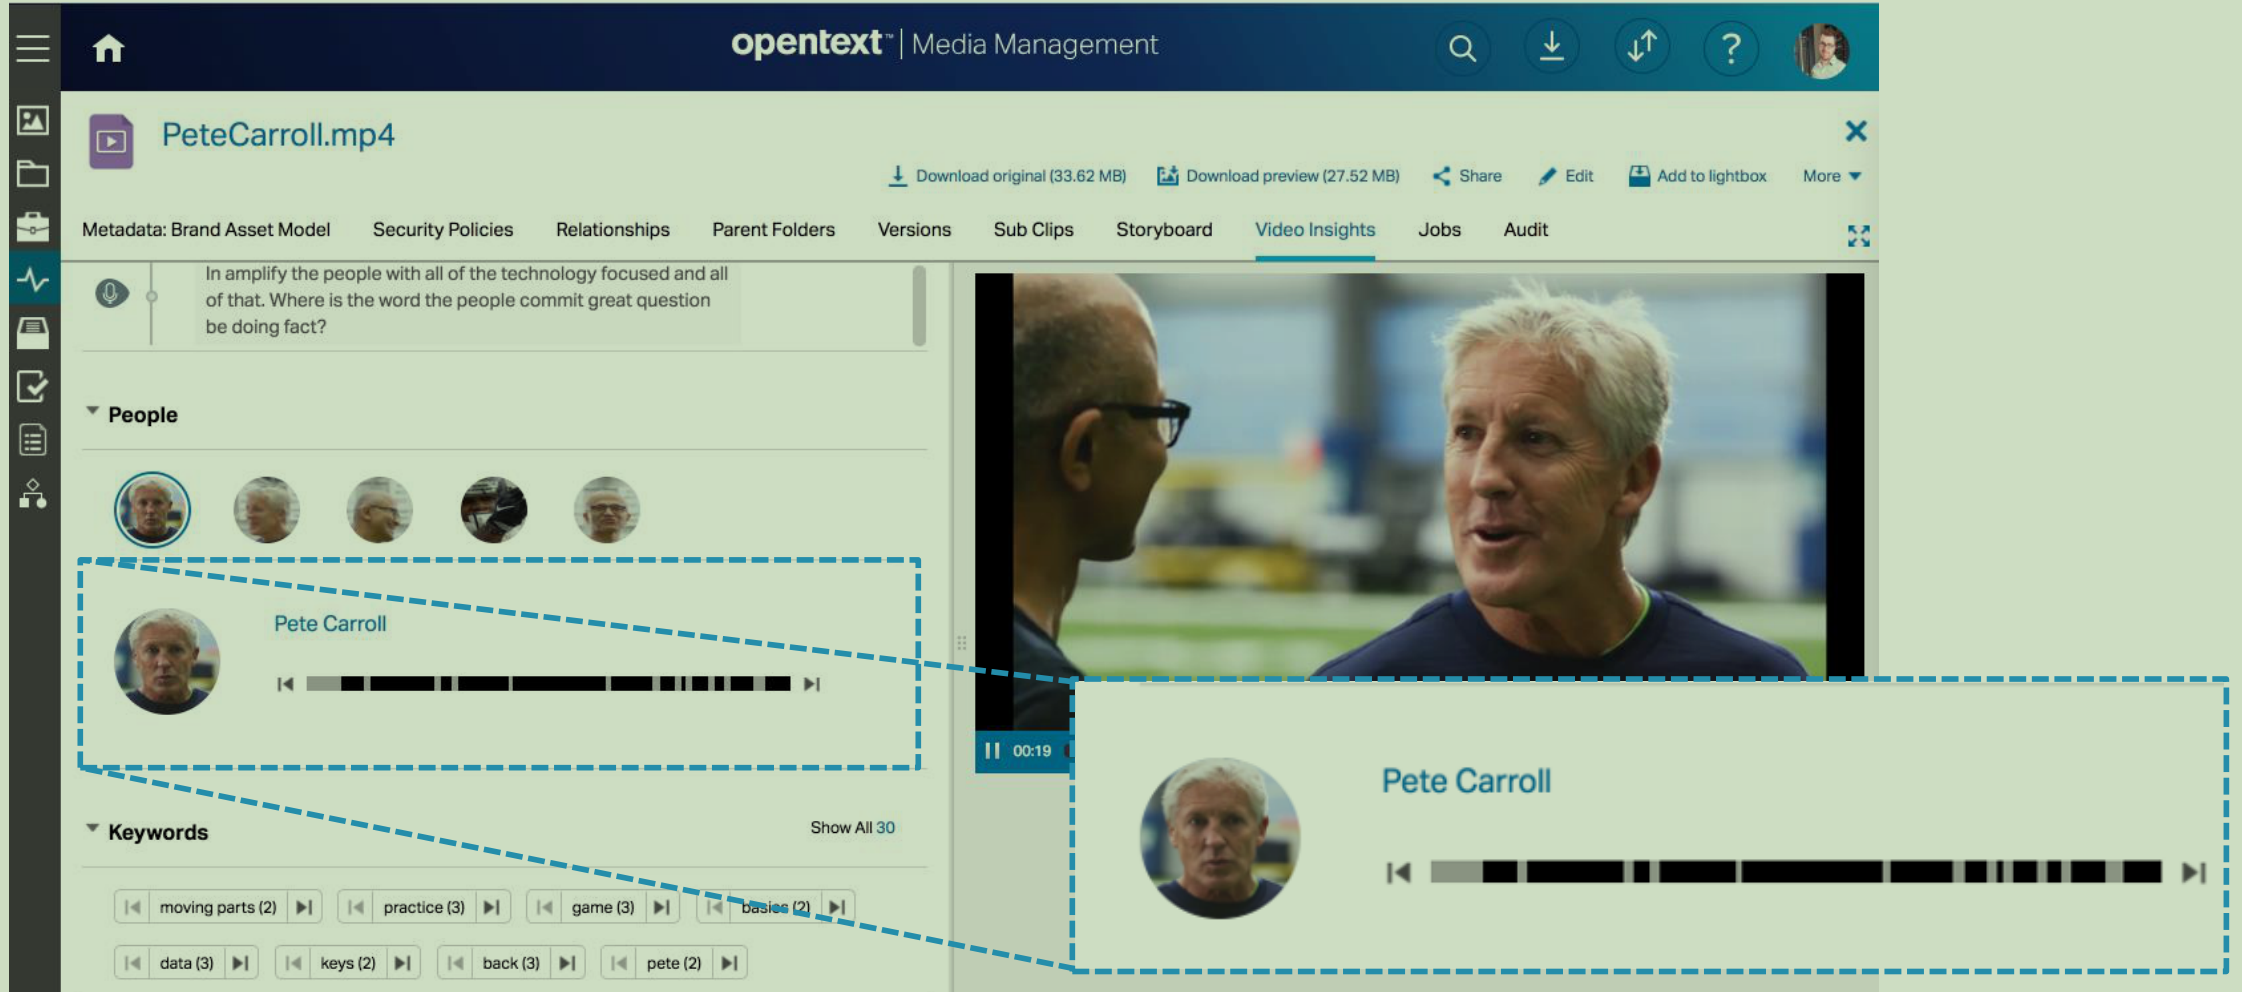 opentext™ | Media Management
PeteCarroll.mp4
Download original (33.62 MB) Download preview (27.52 MB) Share Edit Add to lightbox More
Metadata: Brand Asset Model Security Policies Relationships Parent Folders Versions Sub Clips Storyboard Video Insights Jobs Audit
In amplify the people with all of the technology focused and all
of that. Where is the word the people commit great question
be doing fact?
People
Pete Carroll
00:19
Pete Carroll
Keywords
Show All 30
moving parts (2) practice (3) game (3) basics (2)
data (3) keys (2) back (3) pete (2)